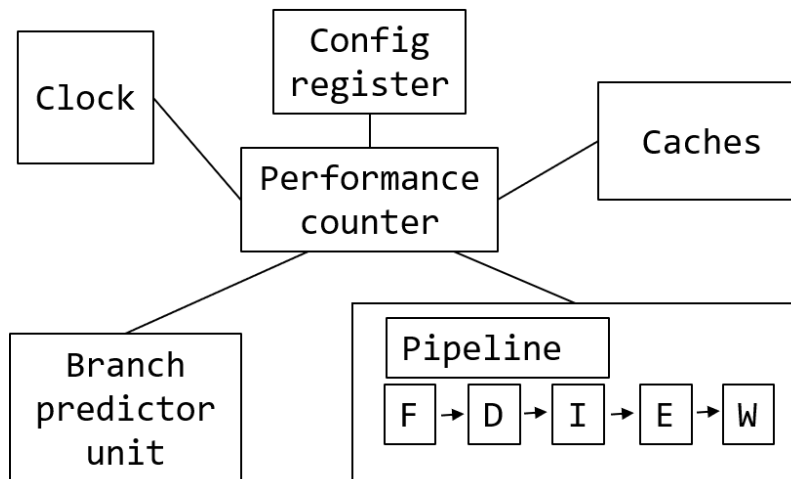 Clock
Config
register
Caches
Performance
counter
Branch
predictor
unit
Pipeline
F D I E W